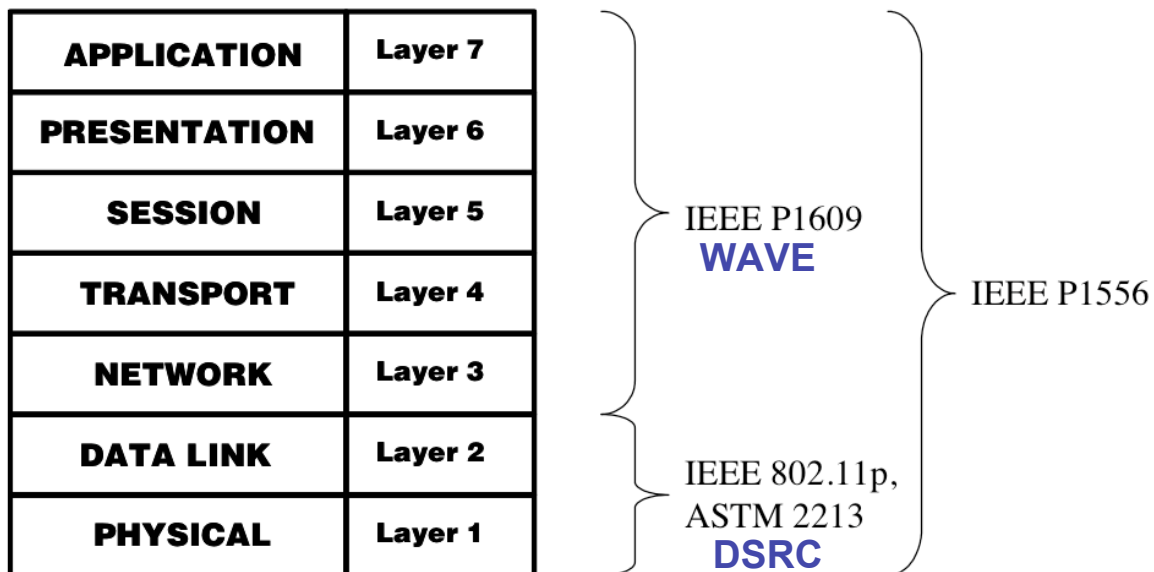 APPLICATION Layer 7
PRESENTATION Layer 6
SESSION Layer 5
TRANSPORT Layer 4
NETWORK Layer 3
DATA LINK Layer 2
PHYSICAL Layer 1
IEEE P1609
WAVE
IEEE 802.11p,
ASTM 2213
DSRC
IEEE P1556